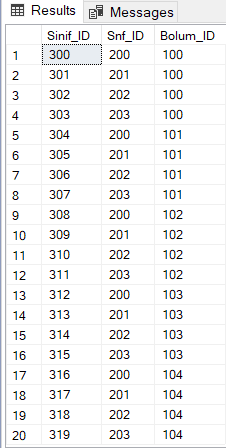 Results Messages
Sinif_ID Snf_ID Bolum_ID
1 300 200 100
2 301 201 100
3 302 202 100
4 303 203 100
5 304 200 101
6 305 201 101
7 306 202 101
8 307 203 101
9 308 200 102
10 309 201 102
11 310 202 102
12 311 203 102
13 312 200 103
14 313 201 103
15 314 202 103
16 315 203 103
17 316 200 104
18 317 201 104
19 318 202 104
20 319 203 104